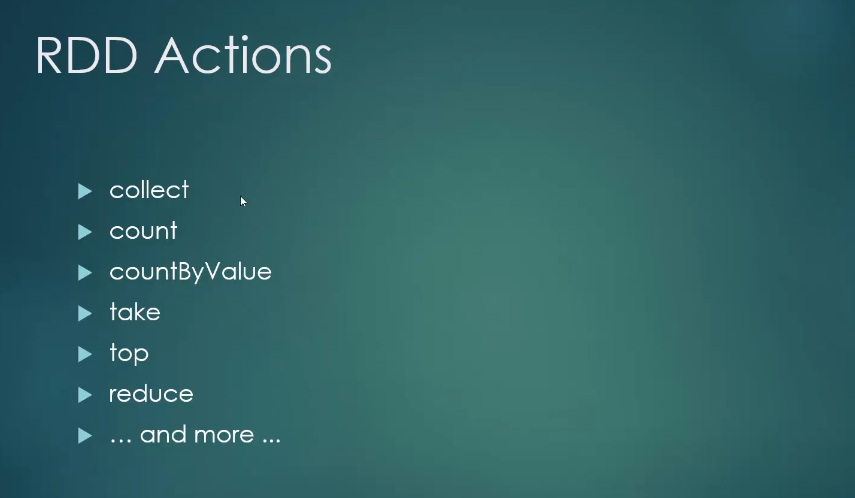 RDD Actions
collect
count
countByValue
take
top
reduce
... and more ...